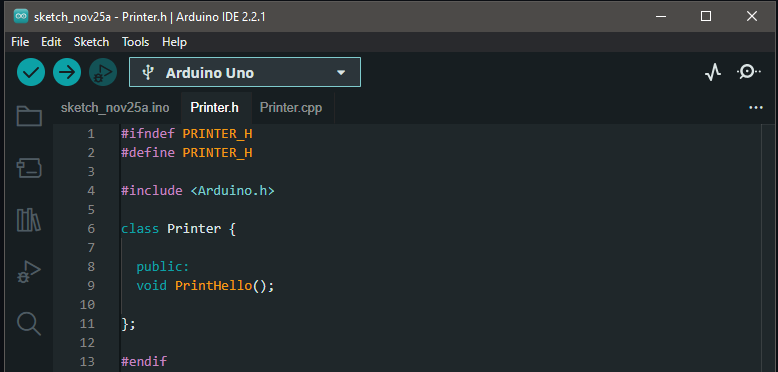 sketch_nov25a - Printer.h | Arduino IDE 2.2.1
File Edit Sketch Tools Help
Arduino Uno
sketch_nov25a.ino Printer.h Printer.cpp
1 #ifndef PRINTER_H
2 #define PRINTER_H
3
4 #include <Arduino.h>
5
6 class Printer {
7
8 public:
9 void PrintHello();
10
11 };
12
13 #endif